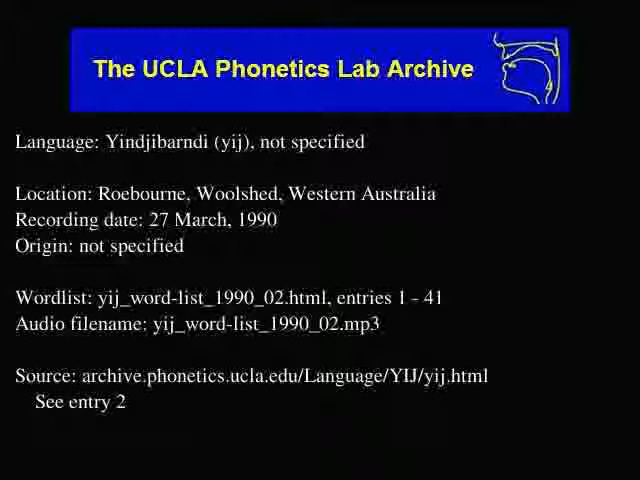 The UCLA Phonetics Lab Archive
Language: Yindjibarndi (yij), not specified
Location: Roebourne, Woolshed, Western Australia
Recording date: 27 March, 1990
Origin: not specified
Wordlist: yij_word-list_1990_02.html, entries 1 - 41
Audio filename: yij_word-list_1990_02.mp3
Source: archive.phonetics.ucla.edu/Language/YIJ/yij.html
See entry 2